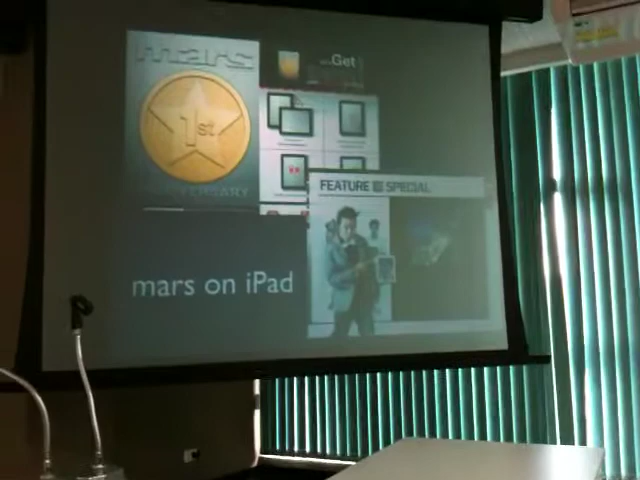 mars
Get
1st
ANNIVERSARY
FEATURE SPECIAL
mars on iPad